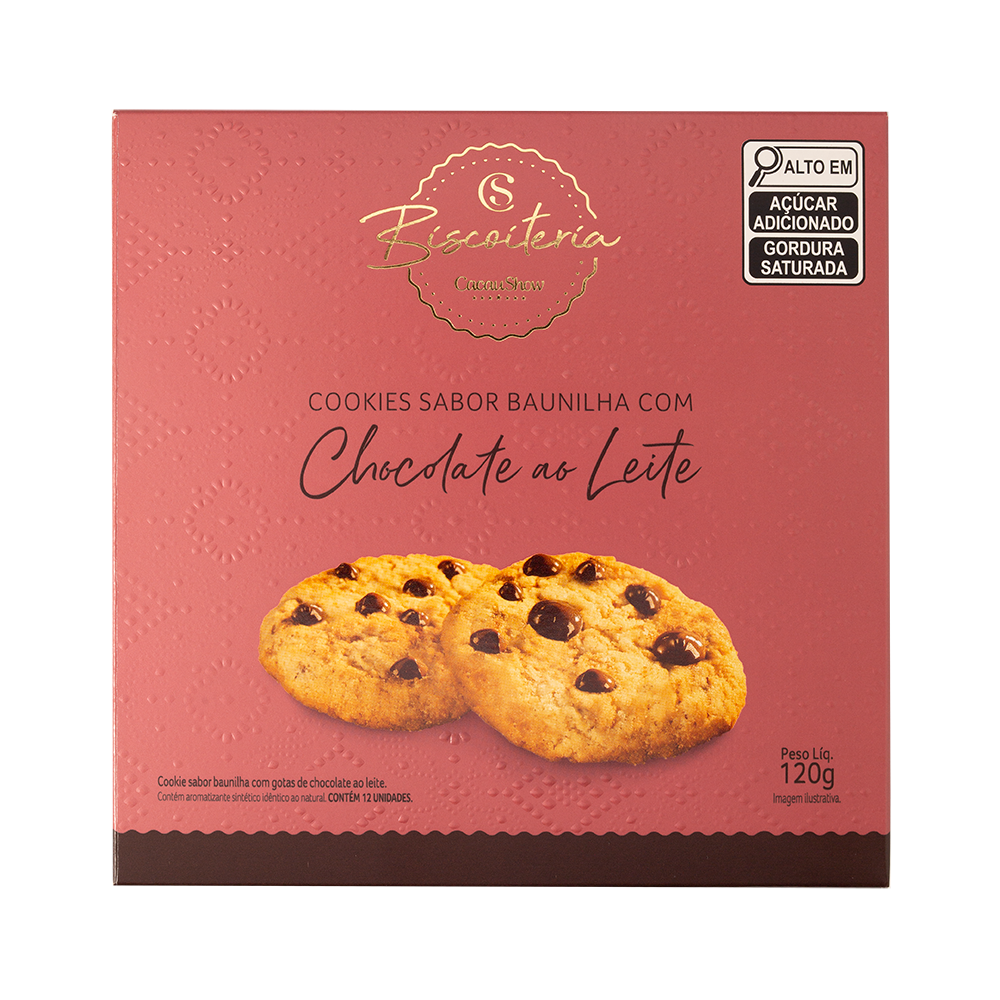 CS
Biscoiteria
CacauShow
ALTO EM
AÇÚCAR
ADICIONADO
GORDURA
SATURADA
COOKIES SABOR BAUNILHA COM
Chocolate ao Leite
Cookie sabor baunilha com gotas de chocolate ao leite.
Contém aromatizante sintético idêntico ao natural. CONTÉM 12 UNIDADES.
Peso Líq.
120g
Imagem ilustrativa.